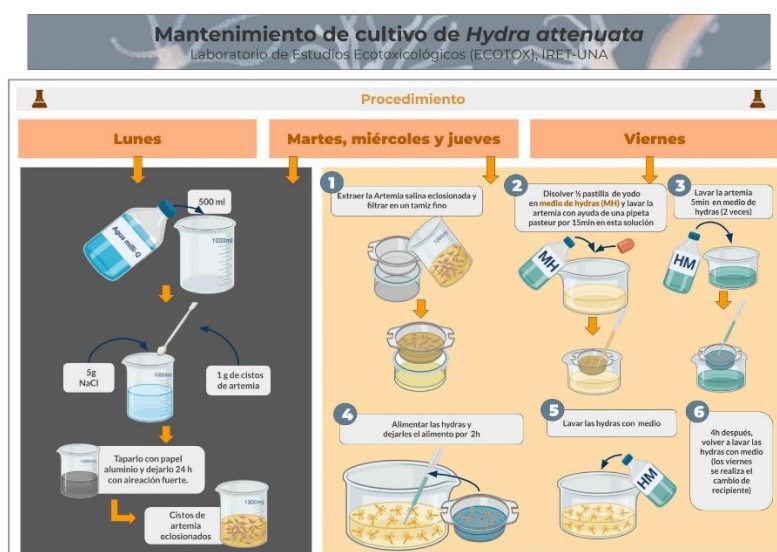 Mantenimiento de cultivo de Hydra attenuata
Laboratorio de Estudios Ecotoxicológicos (ECOTOX), IRET-UNA
Procedimiento
Lunes
Martes, miércoles y jueves
Viernes
500 ml
Agua milli-Q
1000ml
5g
NaCl
1000ml
1 g de cistos
de artemia
Taparlo con papel
aluminio y dejarlo 24 h
con aireación fuerte.
Cistos de
artemia
eclosionados
1000ml
1
Extraer la Artemia salina eclosionada y
filtrar en un tamiz fino
1000ml
2
Disolver ½ pastilla de yodo
en medio de hydras (MH) y lavar la
artemia con ayuda de una pipeta
pasteur por 15min en esta solución
MH
3
Lavar la artemia
5min en medio de
hydras (2 veces)
HM
4
Alimentar las hydras y
dejarles el alimento por 2h
5
Lavar las hydras con medio
HM
6
4h después,
volver a lavar las
hydras con medio
(los viernes
se realiza el
cambio de
recipiente)